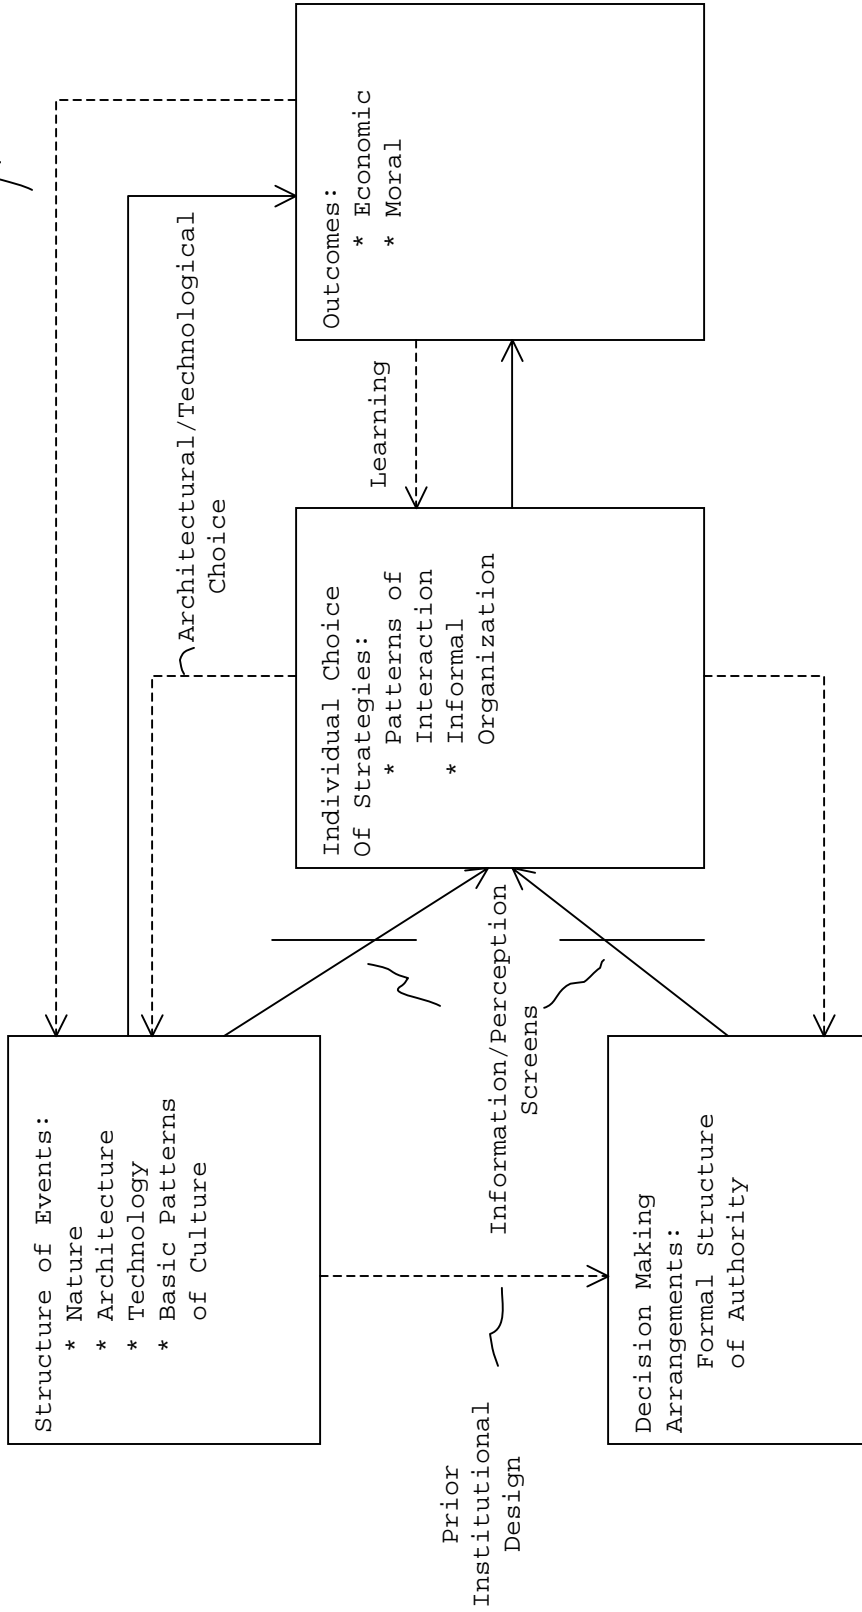 Structure of Events:
* Nature
* Architecture
* Technology
* Basic Patterns
of Culture
Architectural/Technological
Choice
Individual Choice
Of Strategies:
* Patterns of
Interaction
* Informal
Organization
Learning
Outcomes:
* Economic
* Moral
Information/Perception
Screens
Prior
Institutional
Design
Decision Making
Arrangements:
Formal Structure
of Authority